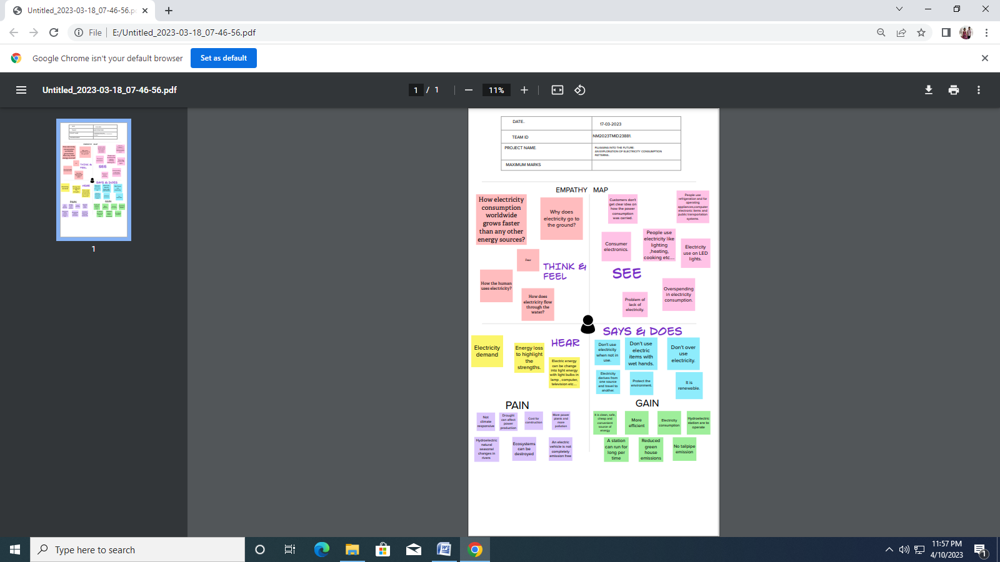 Untitled_2023-03-18_07-46-56.p
File
E:/Untitled_2023-03-18_07-46-56.pdf
Google Chrome isn't your default browser
Set as default
Untitled_2023-03-18_07-46-56.pdf
1 / 1
11%
1
DATE.
17-03-2023
TEAM ID
NM2023TMID23881.
PROJECT NAME
PLUGGING INTO THE FUTURE:
AN EXPLORATION OF ELECTRICITY CONSUMPTION
PATTERNS.
MAXIMUM MARKS
EMPATHY MAP
How electricity
consumption
worldwide
grows faster
than any other
energy sources?
Why does
electricity go to
the ground?
Fear
How the human
uses electricity?
How does
electricity flow
through the
water?
THINK &
FEEL
Customers don't
get clear idea on
how the power
consumption
was carried.
People use
refrigeration and for
operating
appliances,computer
electronic items and
public transportation
systems.
Consumer
electronics.
People use
electricity like
lighting
,heating,
cooking etc....
Electricity
use on LED
lights.
SEE
Problem of
lack of
electricity.
Overspending
in electricity
consumption.
Electricity
demand
Energy loss
to highlight
the
strengths.
HEAR
Electric energy
can be change
into light energy
with light bulbs in
lamp , computer,
television etc....
SAYS & DOES
Don't use
electricity
when not in
use.
Don't use
electric
items with
wet hands.
Don't over
use
electricity.
Electricity
derives from
one source
and travel to
another.
Protect the
environment.
It is
renewable.
PAIN
Not
climate
responsive
Drought
can affect
power
production
Cost for
construction
More power
plants and
more
pollution
Hydroelectric
natural
seasonal
changes in
rivers
Ecosystems
can be
destroyed
An electric
vehicle is not
completely
emission free
GAIN
It is clean, safe,
cheap and
convenient
source of
energy
More
efficient
Electricity
consumption
Hydroelectric
station are to
operate
A station
can run for
long per
time
Reduced
green
house
emissions
No tailpipe
emission
Type here to search
11:57 PM
4/10/2023
1